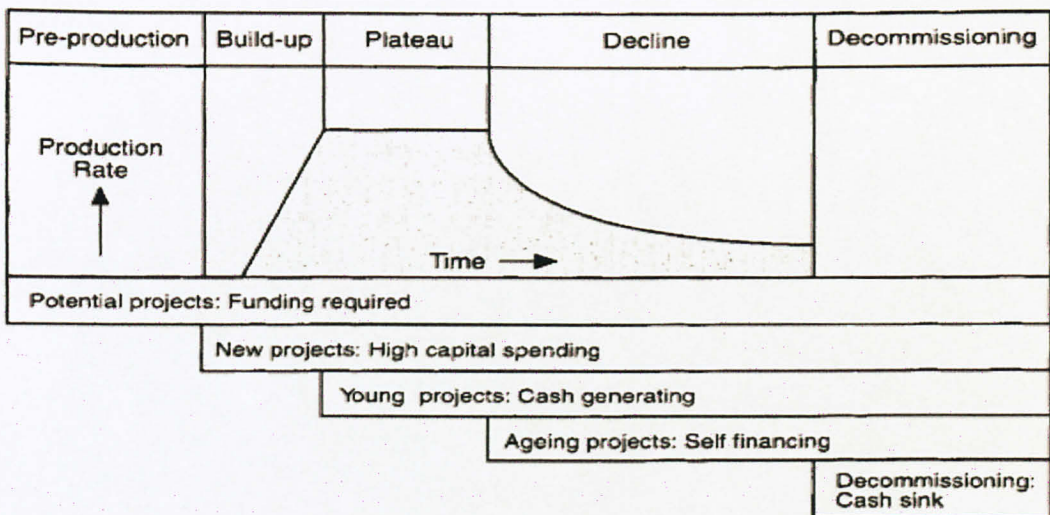 Pre-production
Build-up
Plateau
Decline
Decommissioning
Production
Rate
Time
Potential projects: Funding required
New projects: High capital spending
Young projects: Cash generating
Ageing projects: Self financing
Decommissioning:
Cash sink